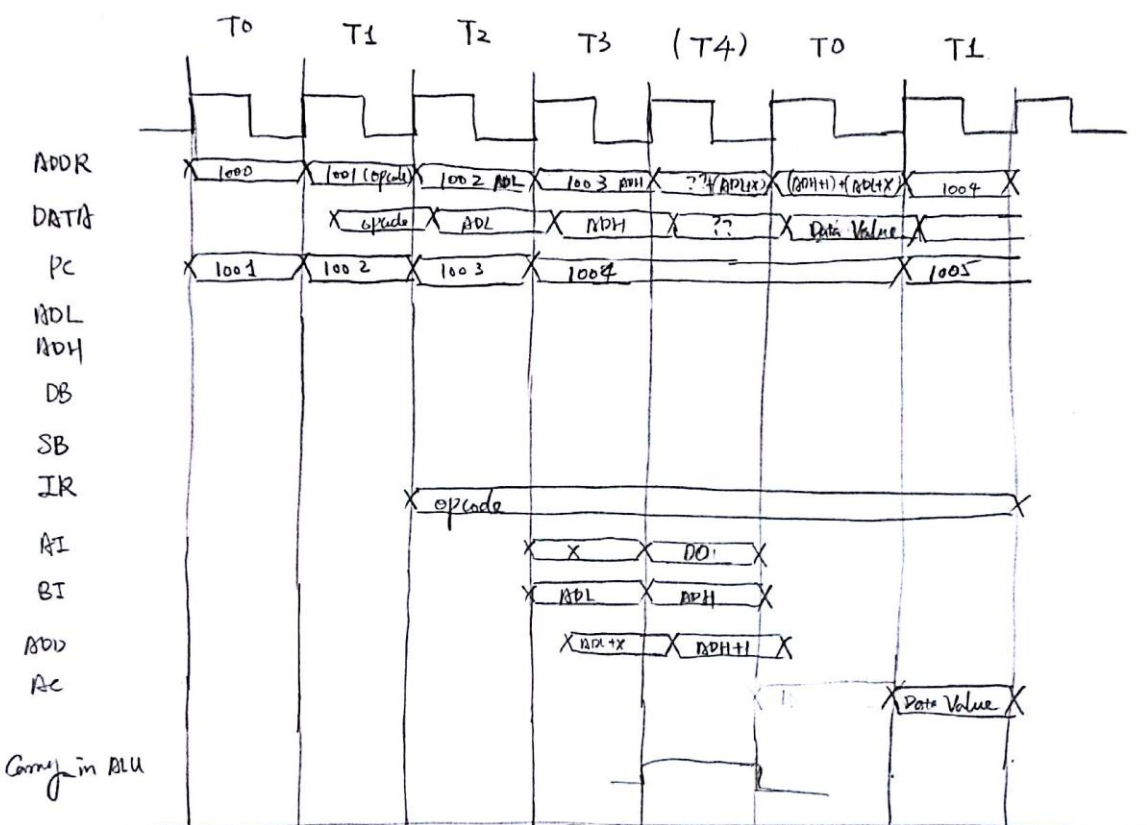 T0 T1 T2 T3 (T4) T0 T1
ADDR 1000 1001 (opcode) 1002 ADL 1003 ADH ??+(ADL+X) (ADH+1)+(ADL+X) 1004
DATA opcode ADL ADH ?? Data Value
PC 1001 1002 1003 1004 1005
ADL
ADH
DB
SB
IR opcode
AI X 00
BI ADL ADH
ADD ADL+X ADH+1
AC Data Value
Carry in ALU